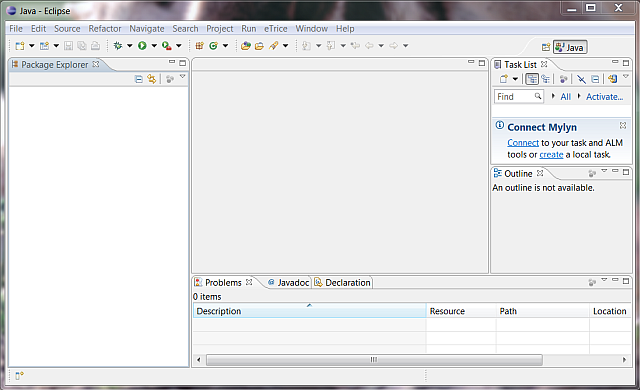 Java - Eclipse
File Edit Source Refactor Navigate Search Project Run eTrice Window Help
Java
Package Explorer
Task List
Find All Activate...
Connect Mylyn
Connect to your task and ALM
tools or create a local task.
Outline
An outline is not available.
Problems @ Javadoc Declaration
0 items
Description Resource Path Location